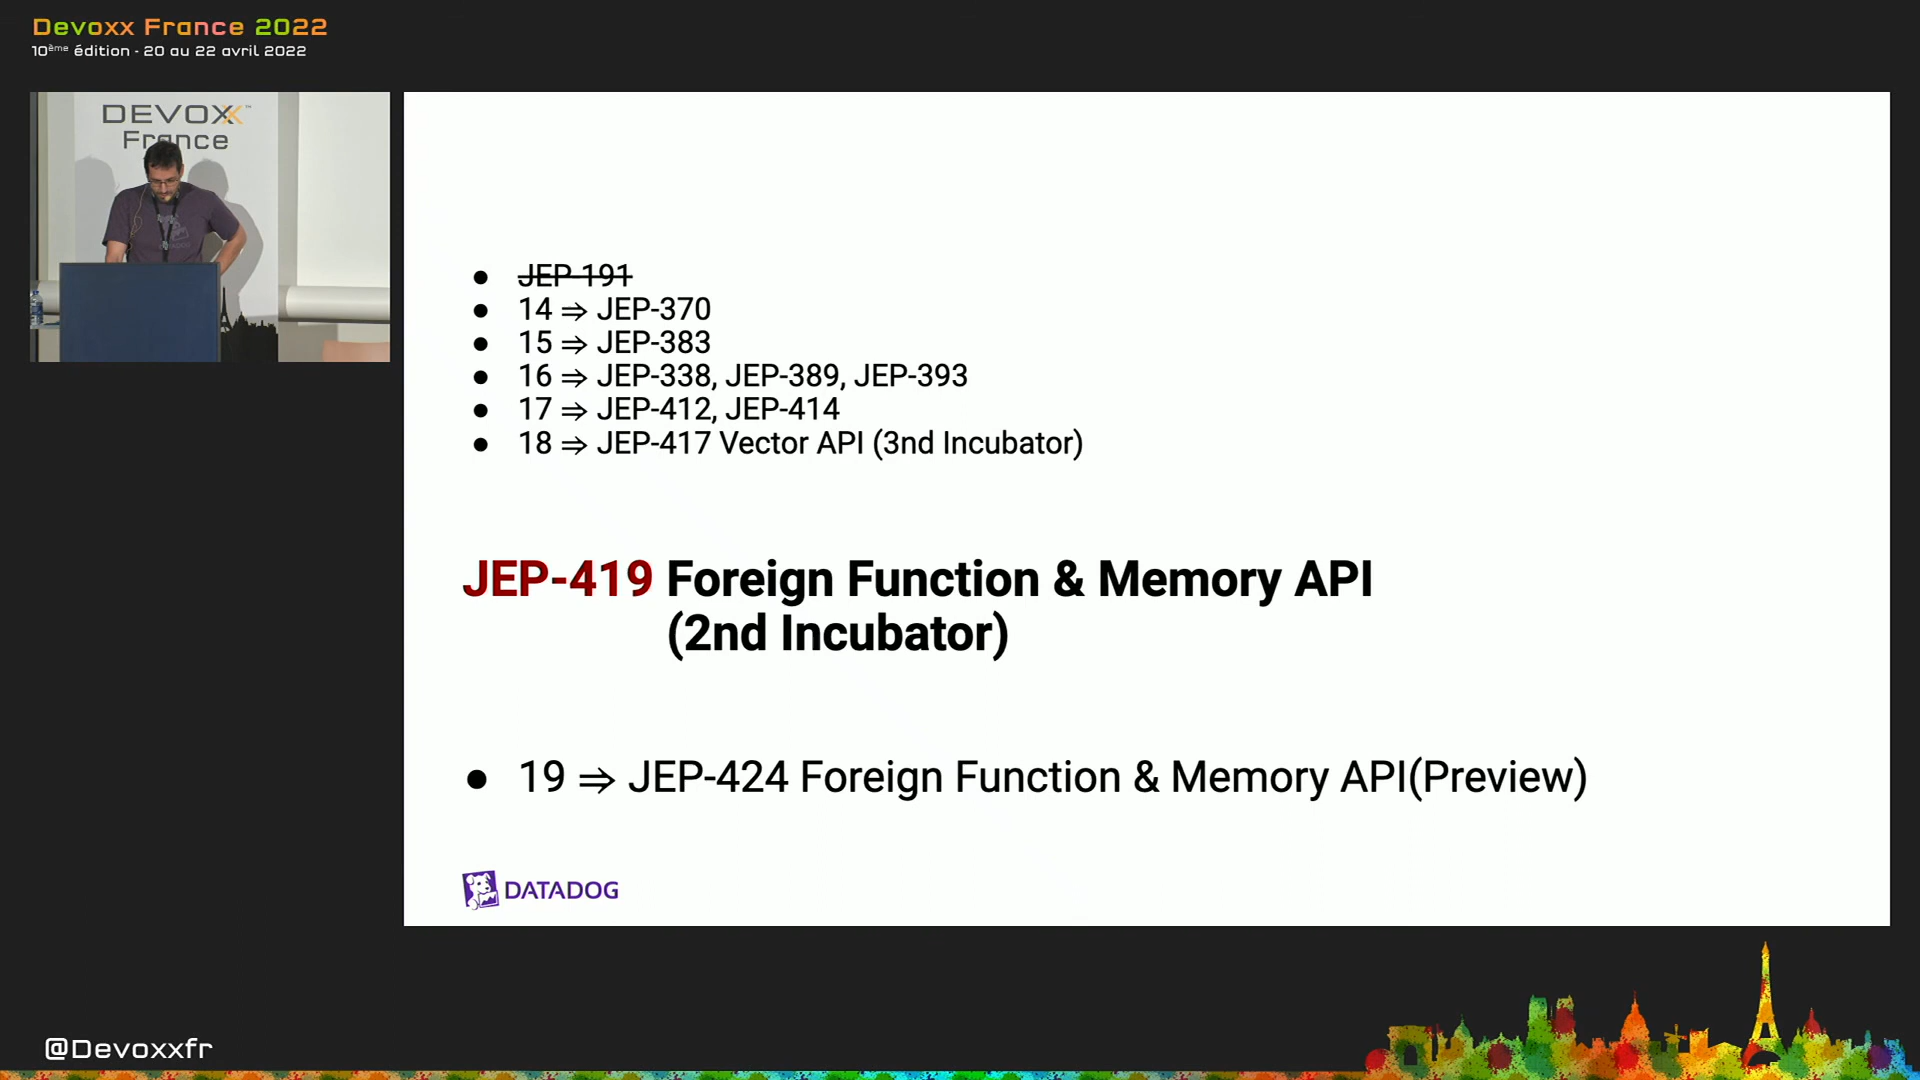 Devoxx France 2022
10ème édition - 20 au 22 avril 2022
DEVOXX™
France
● JEP-191
● 14 ⇒ JEP-370
● 15 ⇒ JEP-383
● 16 ⇒ JEP-338, JEP-389, JEP-393
● 17 ⇒ JEP-412, JEP-414
● 18 ⇒ JEP-417 Vector API (3nd Incubator)
JEP-419 Foreign Function & Memory API
(2nd Incubator)
● 19 ⇒ JEP-424 Foreign Function & Memory API(Preview)
DATADOG
@Devoxxfr